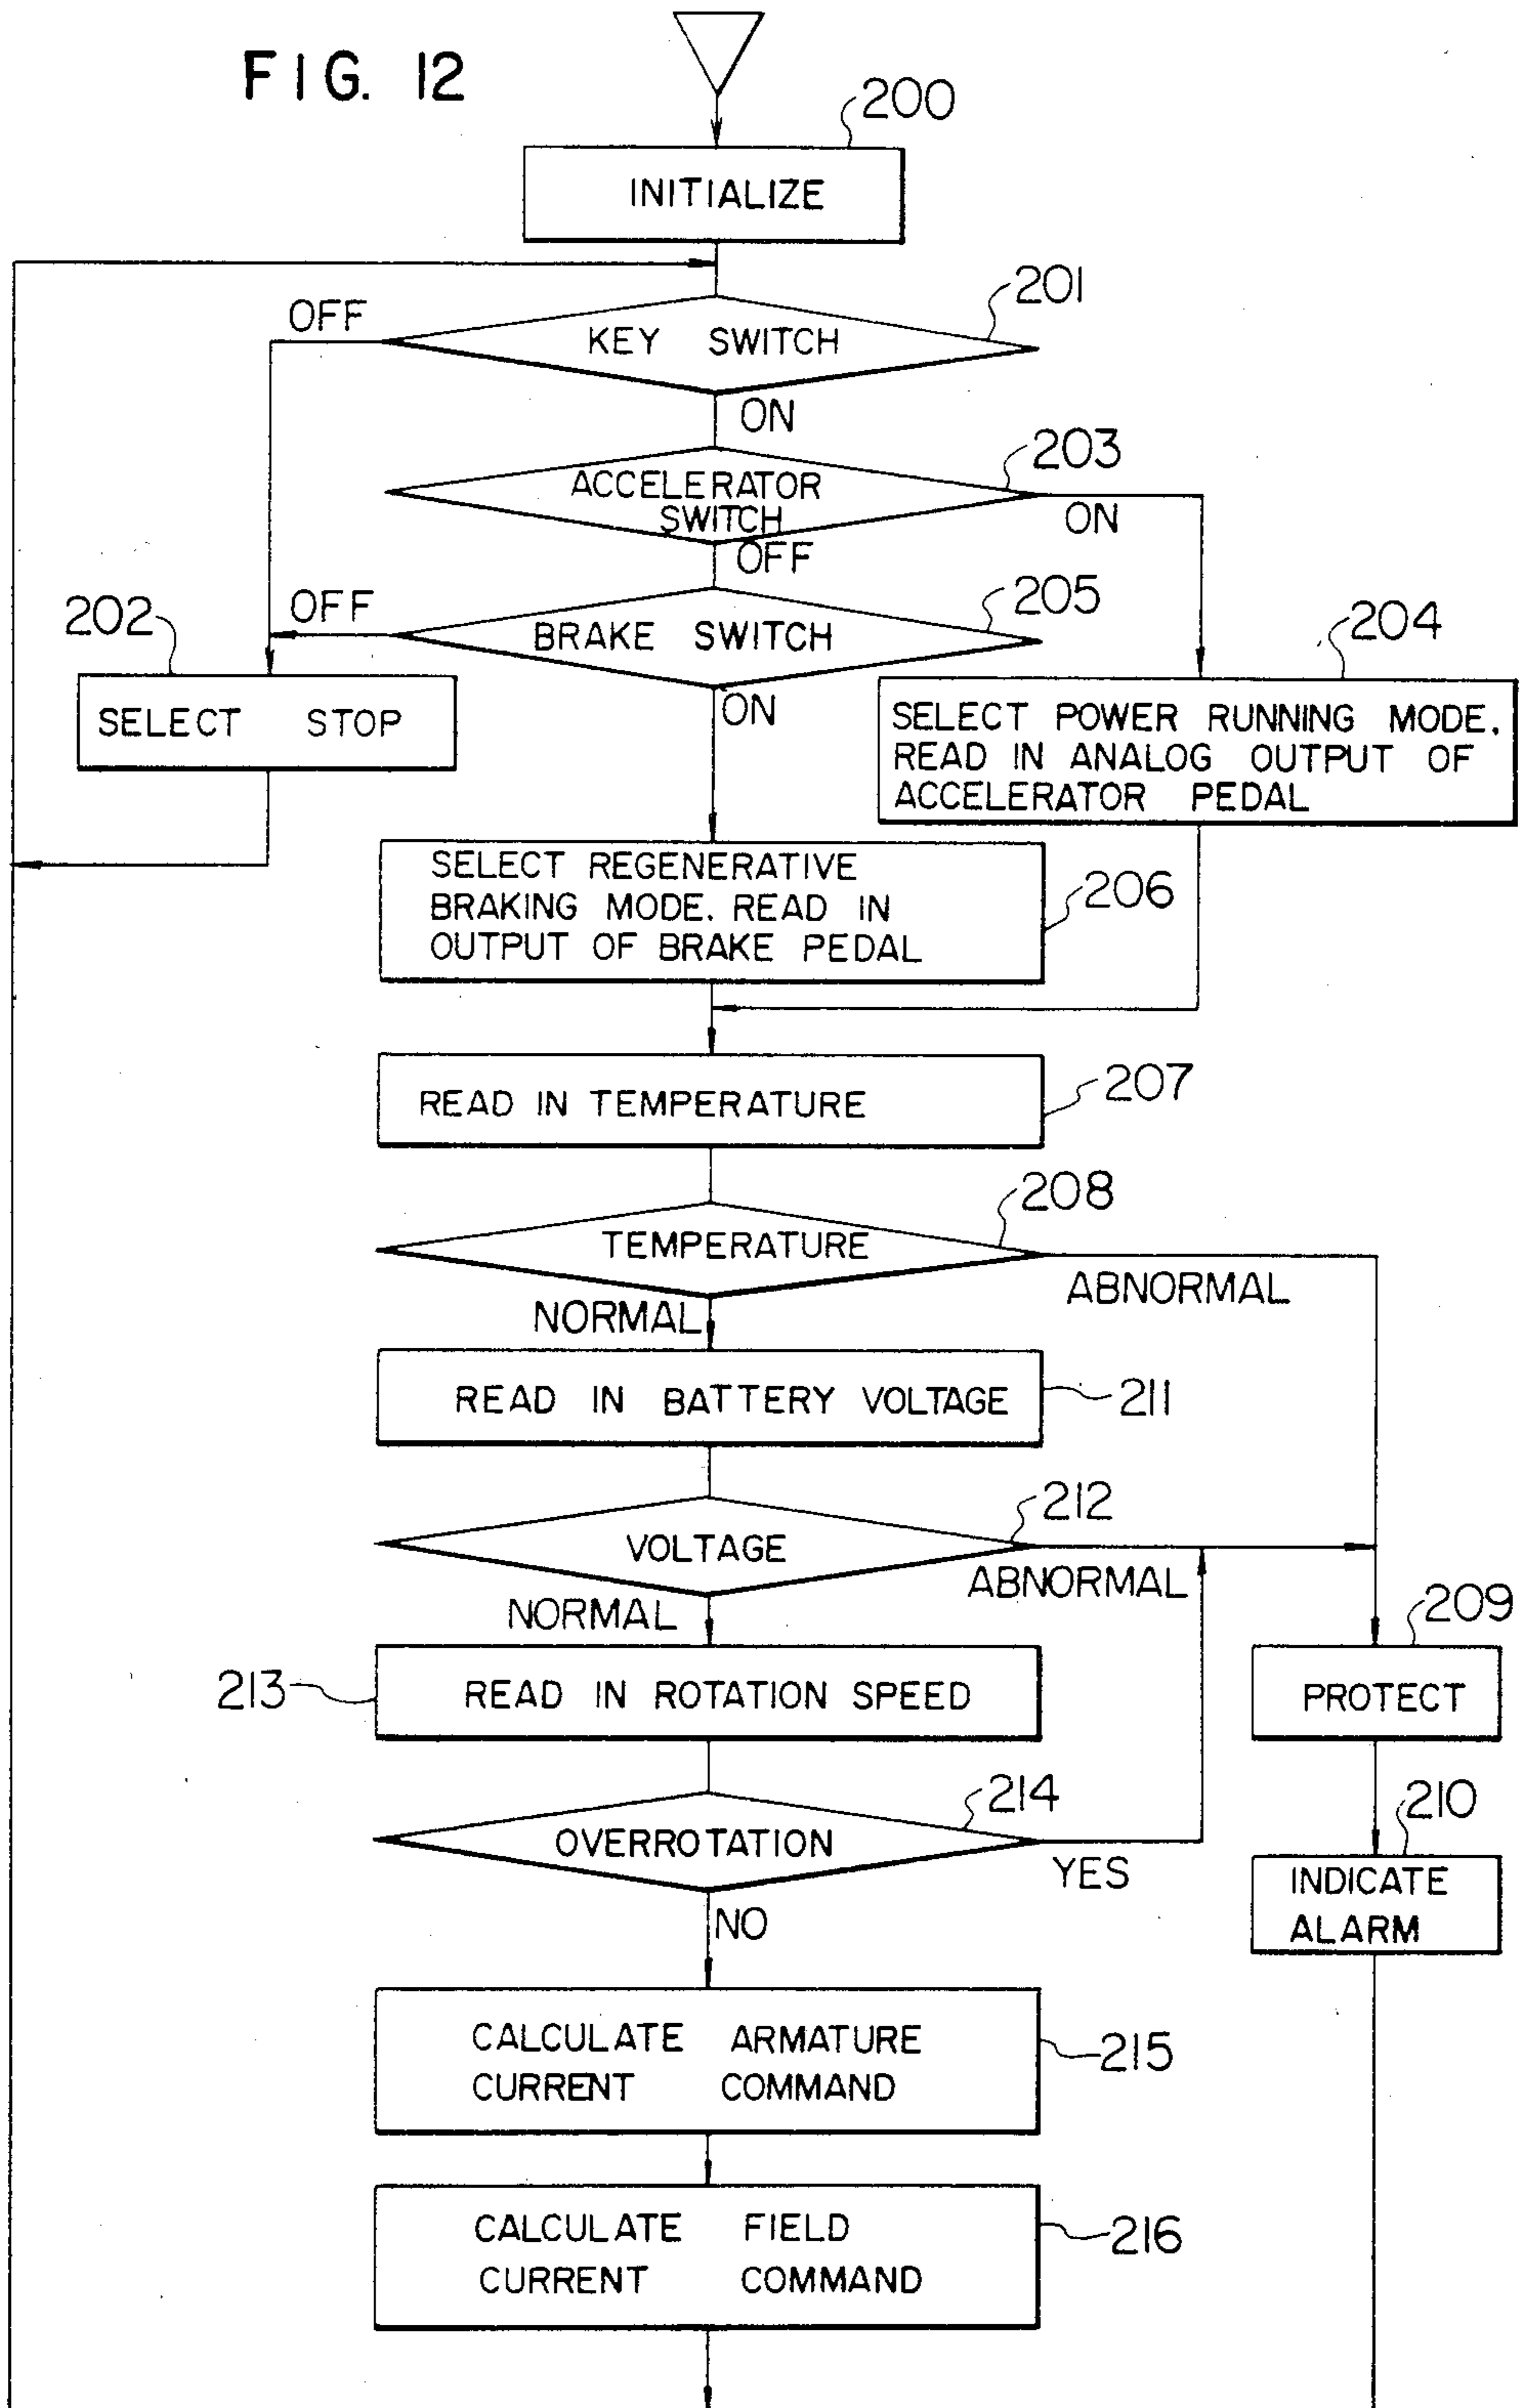 FIG. 12
200
INITIALIZE
201
OFF
KEY SWITCH
ON
203
ACCELERATOR
SWITCH
ON
OFF
205
202
OFF
BRAKE SWITCH
204
ON
SELECT STOP
SELECT POWER RUNNING MODE.
READ IN ANALOG OUTPUT OF
ACCELERATOR PEDAL
SELECT REGENERATIVE
BRAKING MODE. READ IN
OUTPUT OF BRAKE PEDAL
206
READ IN TEMPERATURE
207
208
TEMPERATURE
ABNORMAL
NORMAL
READ IN BATTERY VOLTAGE
211
212
VOLTAGE
ABNORMAL
NORMAL
209
213
READ IN ROTATION SPEED
PROTECT
214
210
OVERROTATION
YES
INDICATE
ALARM
NO
CALCULATE ARMATURE
CURRENT COMMAND
215
CALCULATE FIELD
CURRENT COMMAND
216